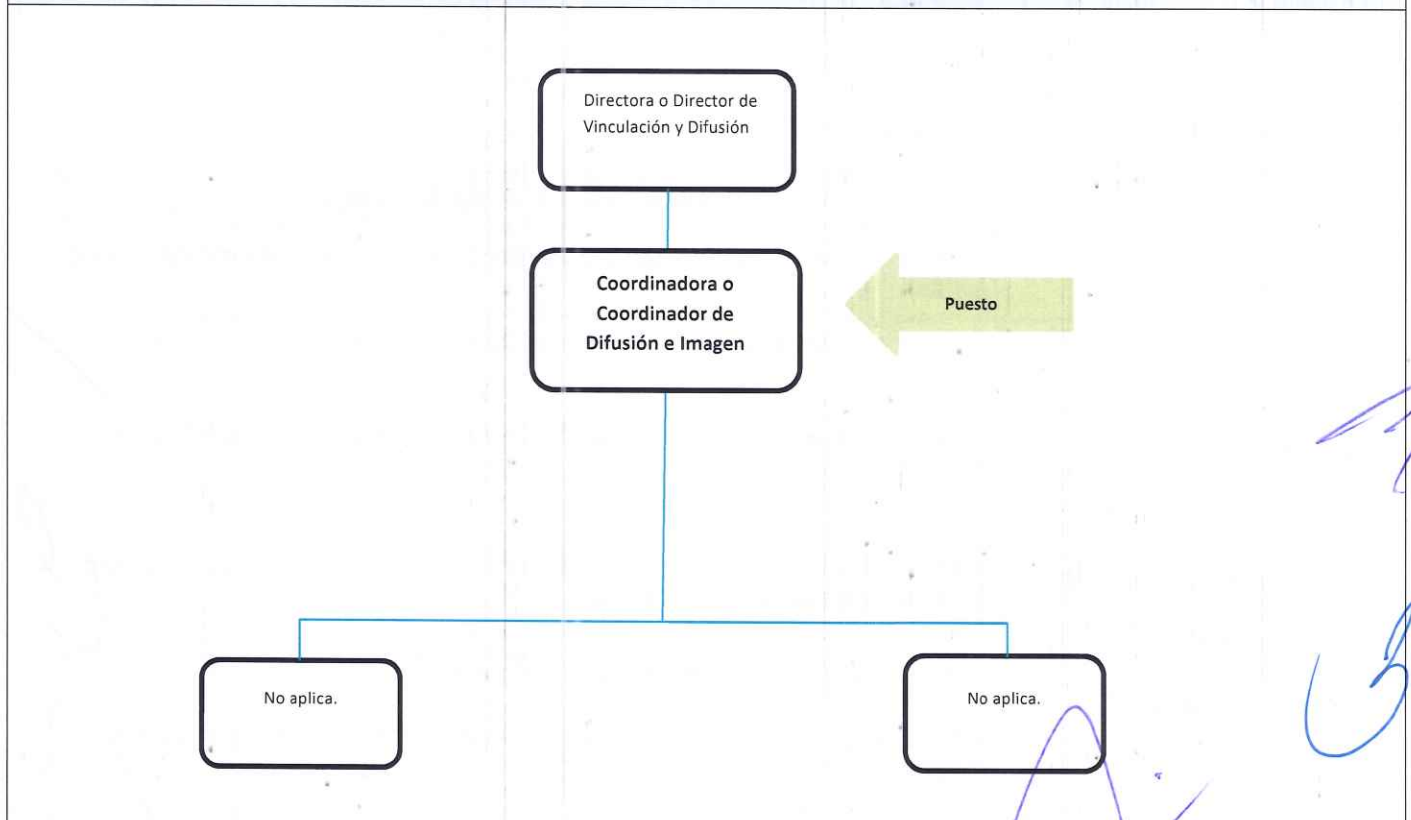 Directora o Director de
Vinculación y Difusión
Coordinadora o
Coordinador de
Difusión e Imagen
Puesto
No aplica.
No aplica.